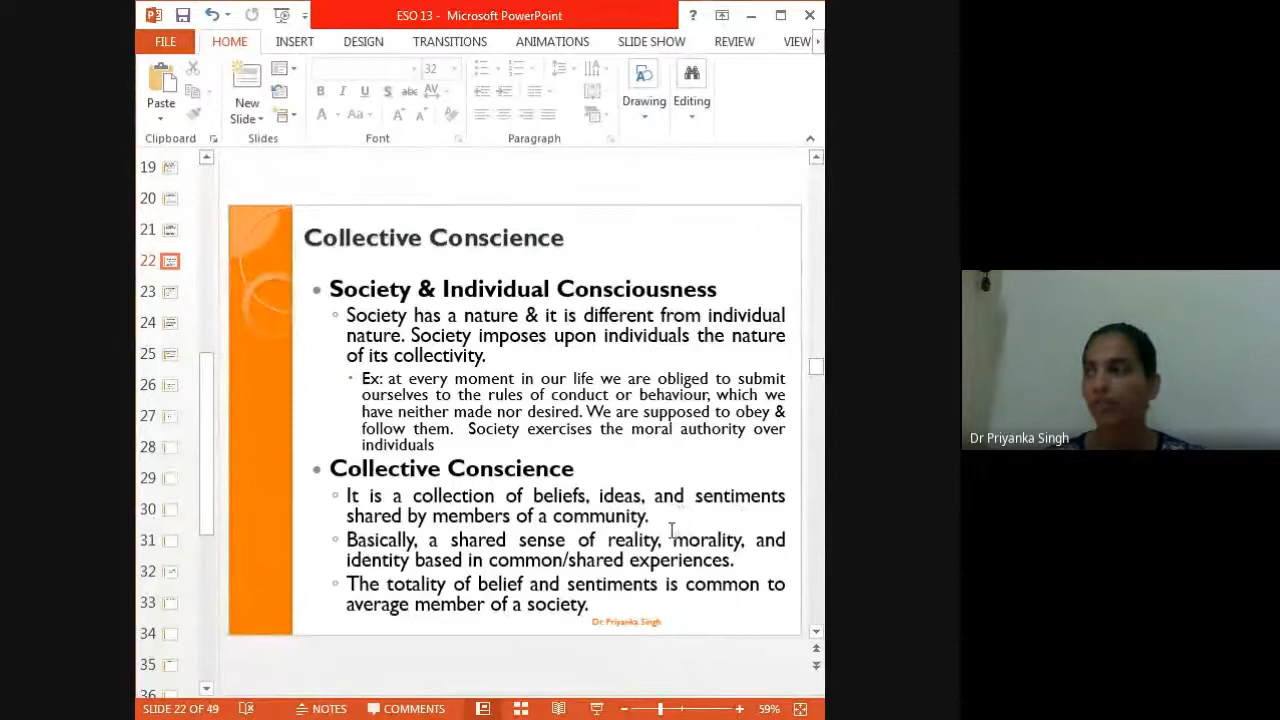 ESO 13 - Microsoft PowerPoint
?
FILE
HOME
INSERT
DESIGN
TRANSITIONS
ANIMATIONS
SLIDE SHOW
REVIEW
VIEW
Paste
New
Slide
32
B I U S abc AV
A Aa A A
Drawing
Editing
Clipboard
Slides
Font
Paragraph
19
20
21
22
23
24
25
26
27
28
29
30
31
32
33
34
35
36
Collective Conscience
• Society & Individual Consciousness
Society has a nature & it is different from individual
nature. Society imposes upon individuals the nature
of its collectivity.
Ex: at every moment in our life we are obliged to submit
ourselves to the rules of conduct or behaviour, which we
have neither made nor desired. We are supposed to obey &
follow them. Society exercises the moral authority over
individuals
• Collective Conscience
It is a collection of beliefs, ideas, and sentiments
shared by members of a community.
Basically, a shared sense of reality, morality, and
identity based in common/shared experiences.
The totality of belief and sentiments is common to
average member of a society.
Dr. Priyanka Singh
Dr Priyanka Singh
SLIDE 22 OF 49
NOTES
COMMENTS
59%